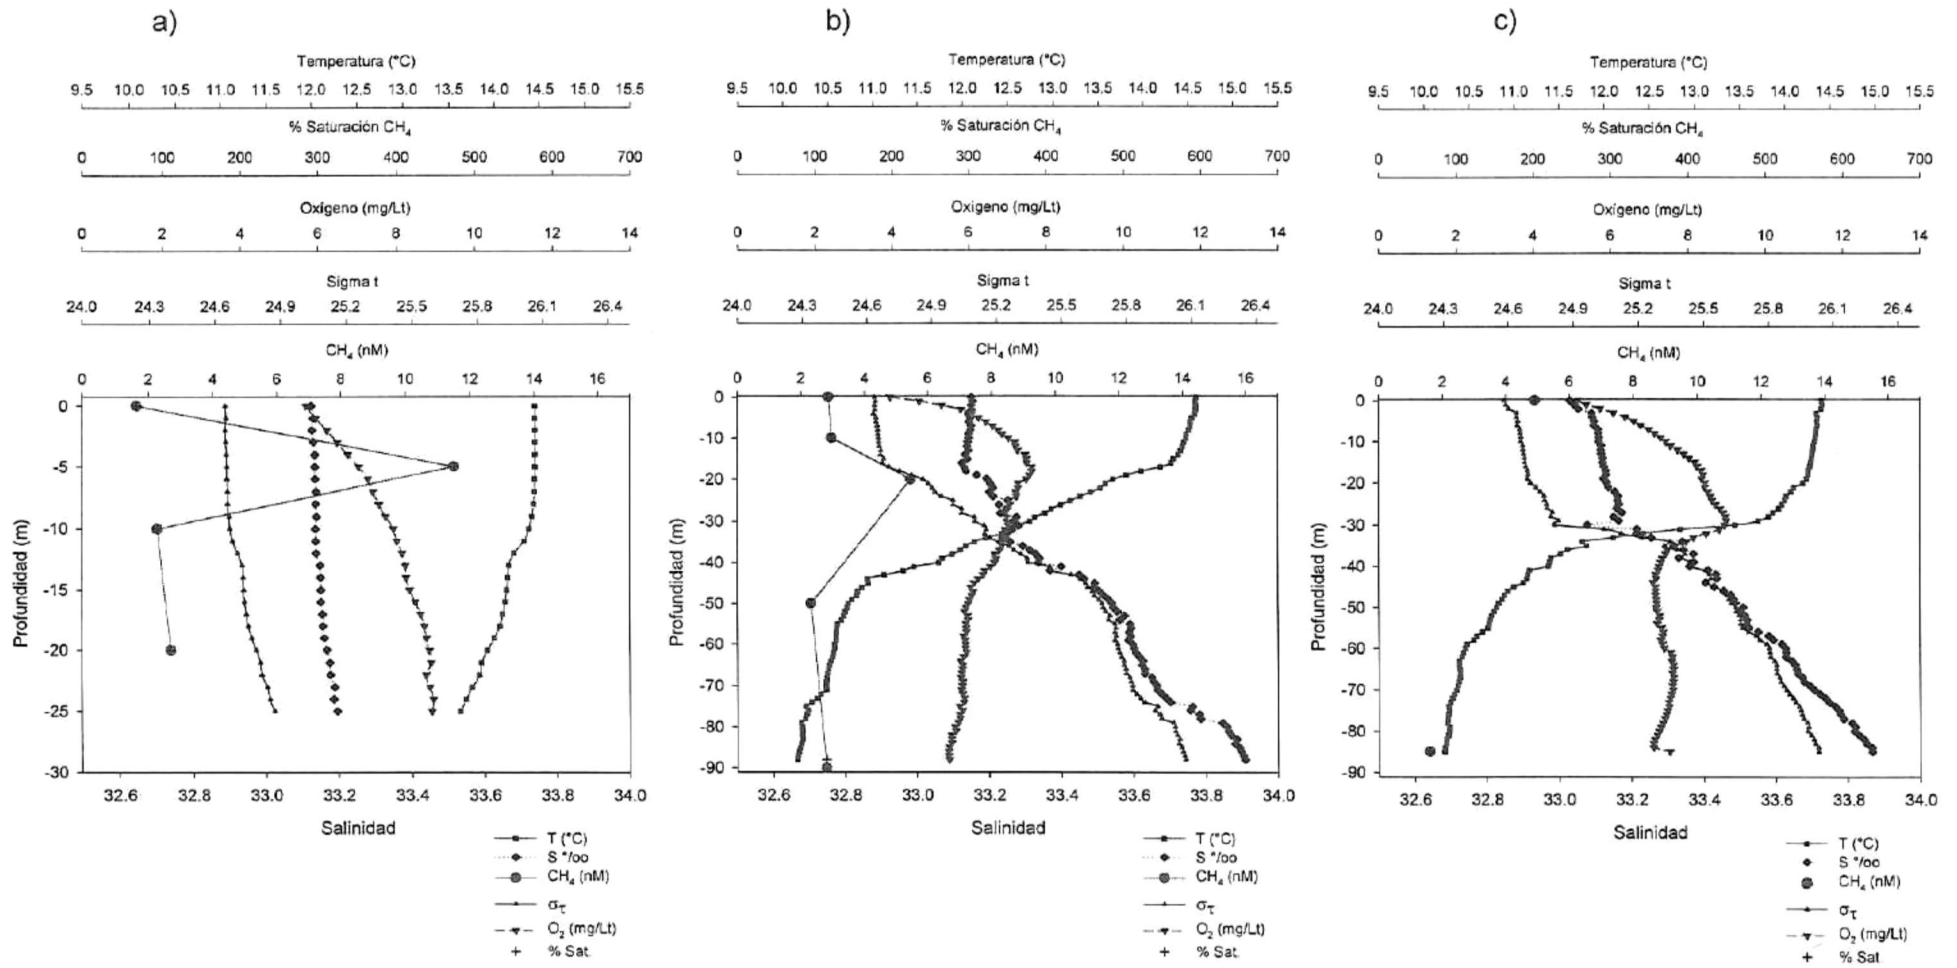 a)
Temperatura (°C)
9.5 10.0 10.5 11.0 11.5 12.0 12.5 13.0 13.5 14.0 14.5 15.0 15.5
% Saturación CH₄
0 100 200 300 400 500 600 700
Oxígeno (mg/Lt)
0 2 4 6 8 10 12 14
Sigma t
24.0 24.3 24.6 24.9 25.2 25.5 25.8 26.1 26.4
CH₄ (nM)
0 2 4 6 8 10 12 14 16
Profundidad (m)
0
-5
-10
-15
-20
-25
-30
32.6 32.8 33.0 33.2 33.4 33.6 33.8 34.0
Salinidad
T (°C)
S °/oo
CH₄ (nM)
στ
O₂ (mg/Lt)
% Sat.
b)
Temperatura (°C)
9.5 10.0 10.5 11.0 11.5 12.0 12.5 13.0 13.5 14.0 14.5 15.0 15.5
% Saturación CH₄
0 100 200 300 400 500 600 700
Oxígeno (mg/Lt)
0 2 4 6 8 10 12 14
Sigma t
24.0 24.3 24.6 24.9 25.2 25.5 25.8 26.1 26.4
CH₄ (nM)
0 2 4 6 8 10 12 14 16
Profundidad (m)
0
-10
-20
-30
-40
-50
-60
-70
-80
-90
32.6 32.8 33.0 33.2 33.4 33.6 33.8 34.0
Salinidad
T (°C)
S °/oo
CH₄ (nM)
στ
O₂ (mg/Lt)
% Sat.
c)
Temperatura (°C)
9.5 10.0 10.5 11.0 11.5 12.0 12.5 13.0 13.5 14.0 14.5 15.0 15.5
% Saturación CH₄
0 100 200 300 400 500 600 700
Oxígeno (mg/Lt)
0 2 4 6 8 10 12 14
Sigma t
24.0 24.3 24.6 24.9 25.2 25.5 25.8 26.1 26.4
CH₄ (nM)
0 2 4 6 8 10 12 14 16
Profundidad (m)
0
-10
-20
-30
-40
-50
-60
-70
-80
-90
32.6 32.8 33.0 33.2 33.4 33.6 33.8 34.0
Salinidad
T (°C)
S °/oo
CH₄ (nM)
στ
O₂ (mg/Lt)
% Sat